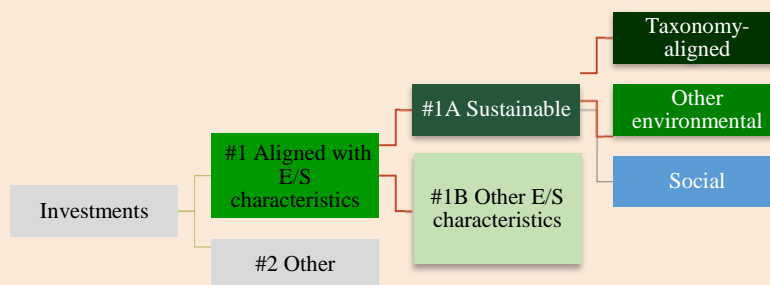 Taxonomy-
aligned
#1A Sustainable
Other
environmental
#1 Aligned with
E/S
characteristics
Social
#1B Other E/S
characteristics
Investments
#2 Other